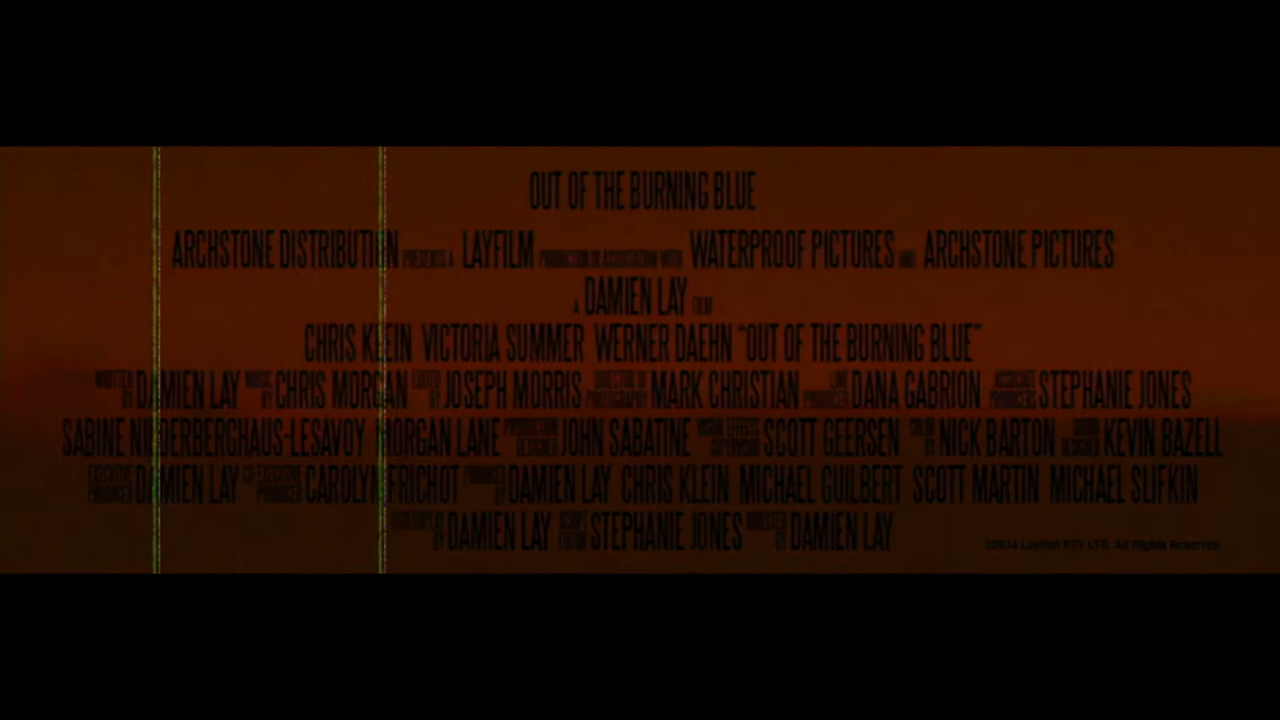 OUT OF THE BURNING BLUE
ARCHSTONE DISTRIBUTION PRESENTS A LAYFILM PRODUCTION IN ASSOCIATION WITH WATERPROOF PICTURES AND ARCHSTONE PICTURES
A DAMIEN LAY FILM
CHRIS KLEIN VICTORIA SUMMER WERNER DAEHN “OUT OF THE BURNING BLUE”
WRITTEN BY DAMIEN LAY MUSIC BY CHRIS MORGAN EDITED BY JOSEPH MORRIS DIRECTOR OF PHOTOGRAPHY MARK CHRISTIAN LINE PRODUCER DANA GABRION ASSOCIATE PRODUCERS STEPHANIE JONES
SABINE NIEDERBERGHAUS-LESAVOY MORGAN LANE PRODUCTION DESIGNER JOHN SABATINE VISUAL EFFECTS SUPERVISOR SCOTT GEERSEN COLOR BY NICK BARTON SOUND DESIGNER KEVIN BAZELL
EXECUTIVE PRODUCER DAMIEN LAY CO-EXECUTIVE PRODUCER CAROLYN FRICHOT PRODUCED BY DAMIEN LAY CHRIS KLEIN MICHAEL GUILBERT SCOTT MARTIN MICHAEL SLIFKIN
SCREENPLAY BY DAMIEN LAY SCRIPT EDITOR STEPHANIE JONES DIRECTED BY DAMIEN LAY
©2014 Layfilm PTY LTD. All Rights Reserved